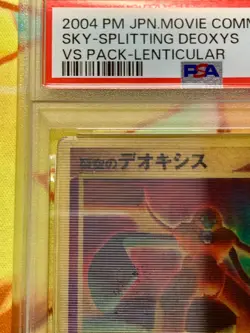 2004 PM JPN.MOVIE COMM
SKY-SPLITTING DEOXYS
VS PACK-LENTICULAR
PSA
裂空のデオキシス